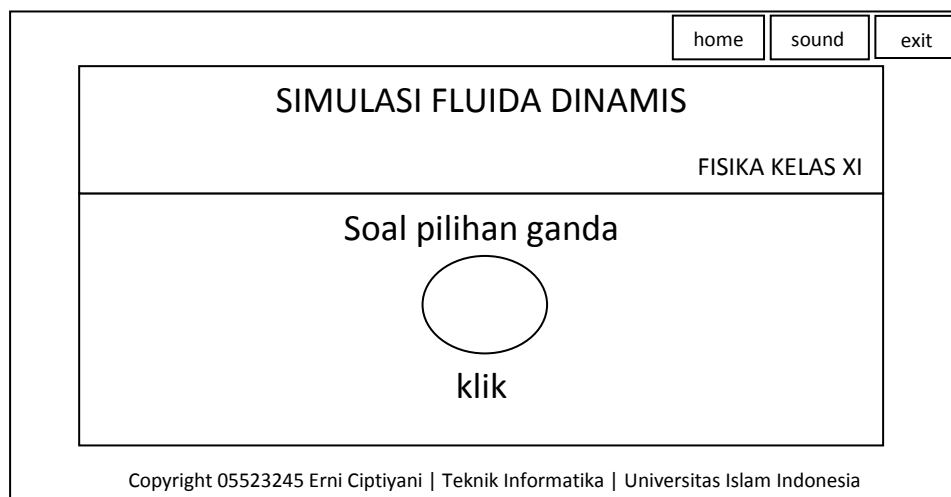 home sound exit
SIMULASI FLUIDA DINAMIS
FISIKA KELAS XI
Soal pilihan ganda
klik
Copyright 05523245 Erni Ciptiyani | Teknik Informatika | Universitas Islam Indonesia